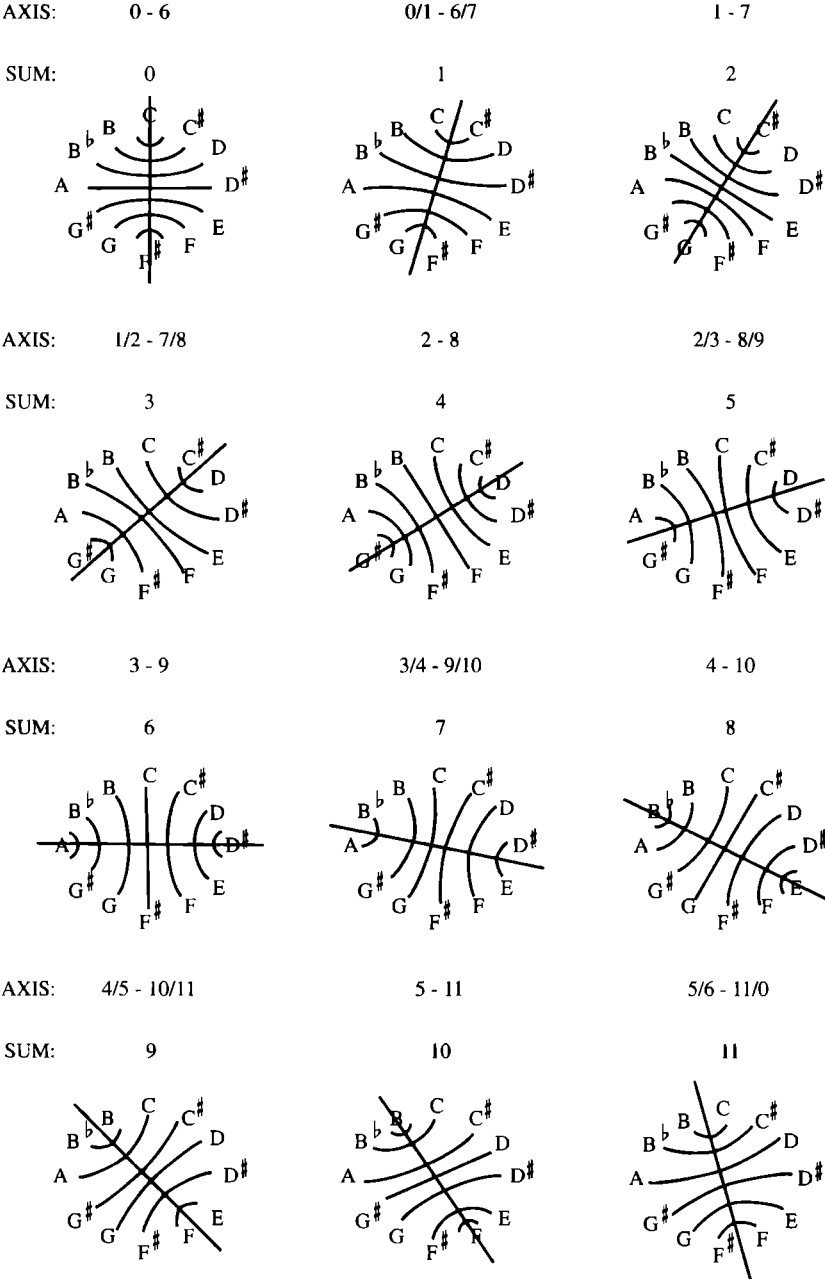 AXIS: 0 - 6 0/1 - 6/7 1 - 7
SUM: 0 1 2
C C♯ D D♯ E F F♯ G G♯ A B♭ B
C C♯ D D♯ E F F♯ G G♯ A B♭ B
C C♯ D D♯ E F F♯ G G♯ A B♭ B
AXIS: 1/2 - 7/8 2 - 8 2/3 - 8/9
SUM: 3 4 5
C C♯ D D♯ E F F♯ G G♯ A B♭ B
C C♯ D D♯ E F F♯ G G♯ A B♭ B
C C♯ D D♯ E F F♯ G G♯ A B♭ B
AXIS: 3 - 9 3/4 - 9/10 4 - 10
SUM: 6 7 8
C C♯ D D♯ E F F♯ G G♯ A B♭ B
C C♯ D D♯ E F F♯ G G♯ A B♭ B
C C♯ D D♯ E F F♯ G G♯ A B♭ B
AXIS: 4/5 - 10/11 5 - 11 5/6 - 11/0
SUM: 9 10 11
C C♯ D D♯ E F F♯ G G♯ A B♭ B
C C♯ D D♯ E F F♯ G G♯ A B♭ B
C C♯ D D♯ E F F♯ G G♯ A B♭ B